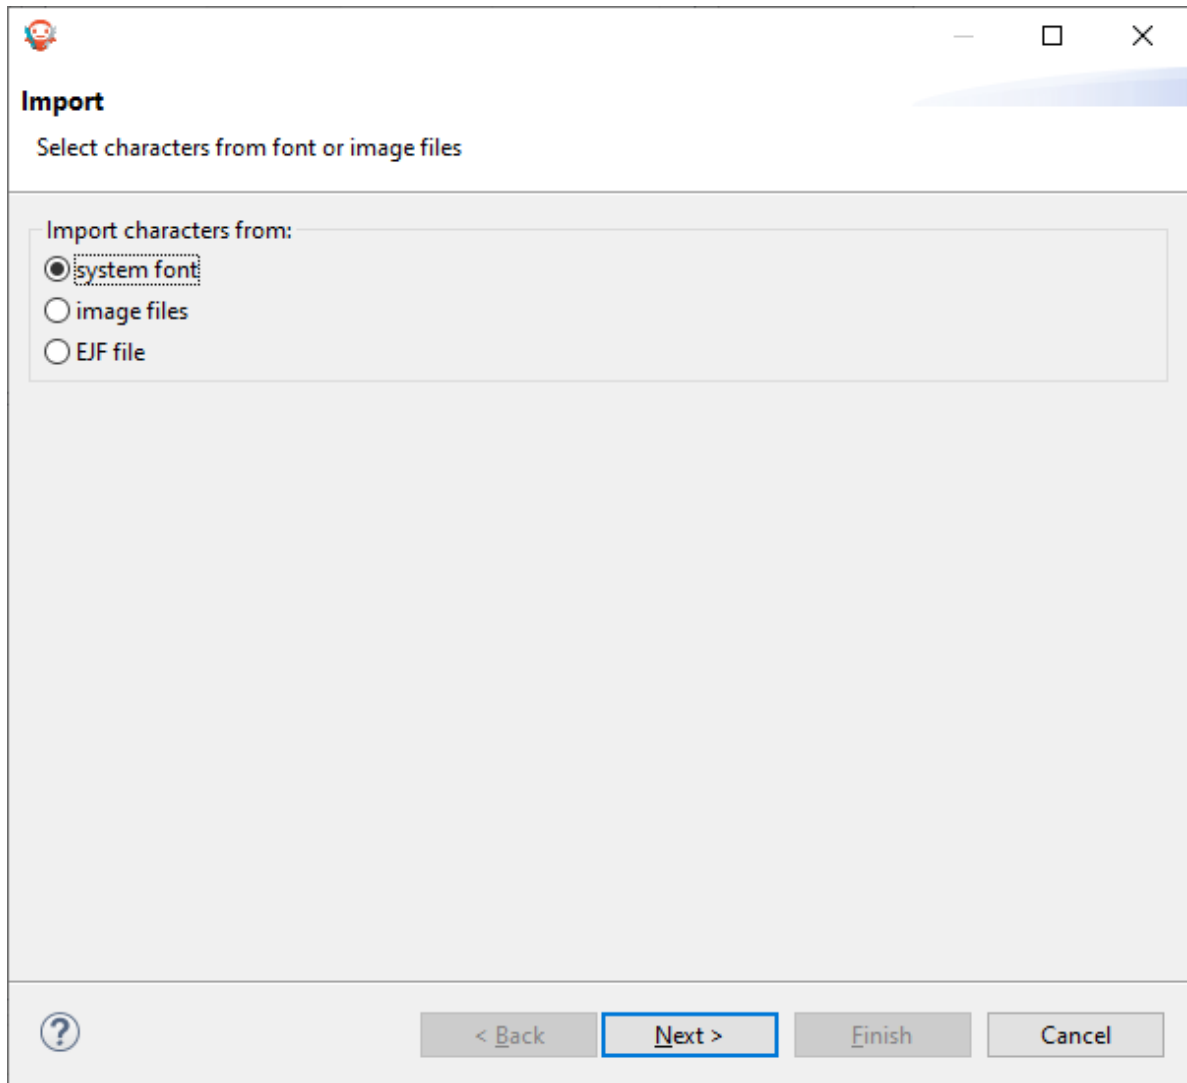 Import
Select characters from font or image files
Import characters from:
system font
image files
EJF file
?
< Back
Next >
Finish
Cancel